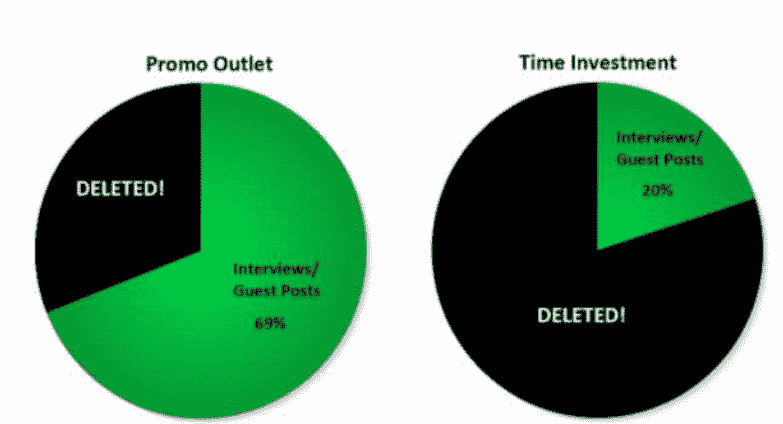 Promo Outlet
DELETED!
Interviews/
Guest Posts
69%
Time Investment
Interviews/
Guest Posts
20%
DELETED!